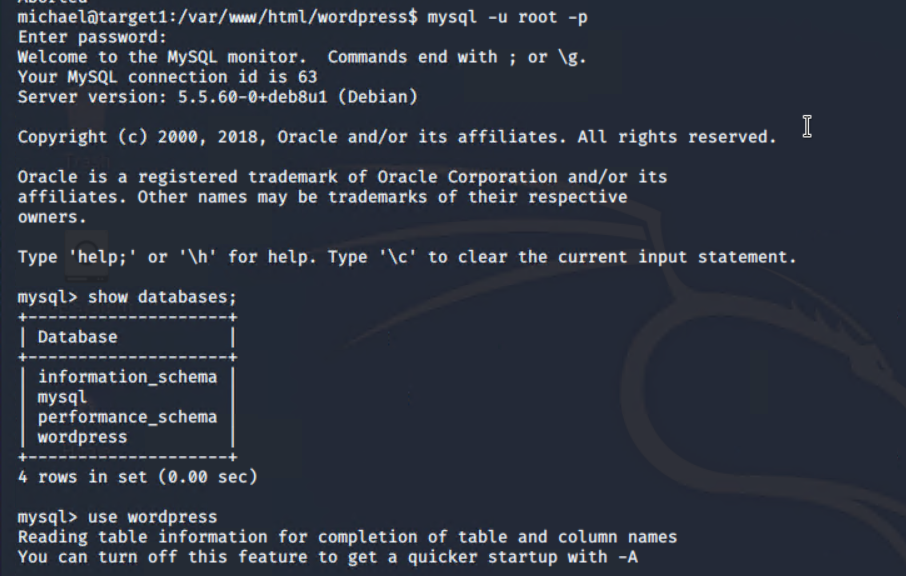 michael@target1:/var/www/html/wordpress$ mysql -u root -p
Enter password:
Welcome to the MySQL monitor.  Commands end with ; or \g.
Your MySQL connection id is 63
Server version: 5.5.60-0+deb8u1 (Debian)
Copyright (c) 2000, 2018, Oracle and/or its affiliates. All rights reserved.
Oracle is a registered trademark of Oracle Corporation and/or its
affiliates. Other names may be trademarks of their respective
owners.
Type 'help;' or '\h' for help. Type '\c' to clear the current input statement.
mysql> show databases;
+--------------------+
| Database           |
+--------------------+
| information_schema |
| mysql              |
| performance_schema |
| wordpress          |
+--------------------+
4 rows in set (0.00 sec)
mysql> use wordpress
Reading table information for completion of table and column names
You can turn off this feature to get a quicker startup with -A